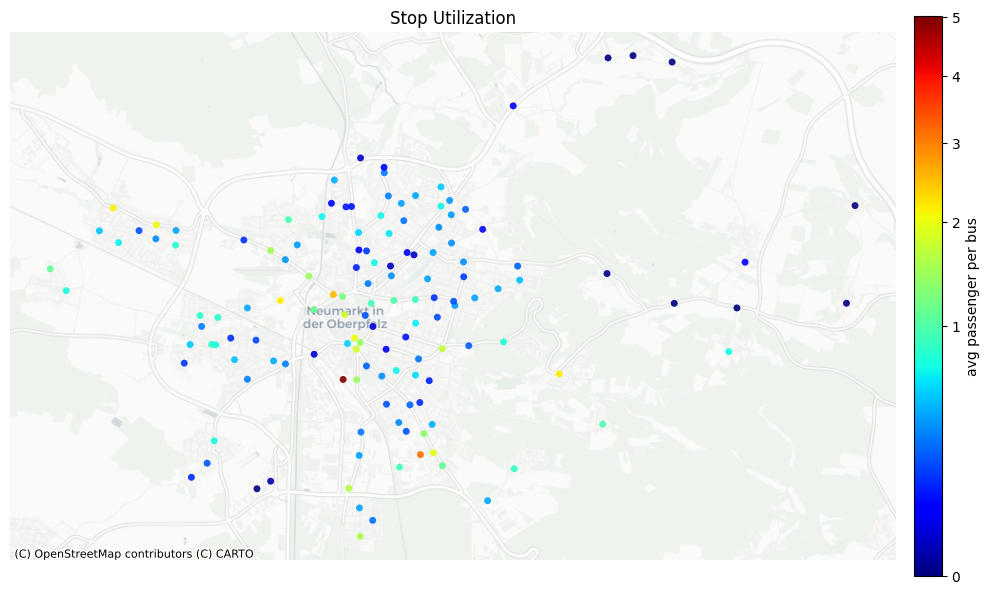 Stop Utilization
Neumarkt in
der Oberpfalz
(C) OpenStreetMap contributors (C) CARTO
5
4
3
2
1
0
avg passenger per bus